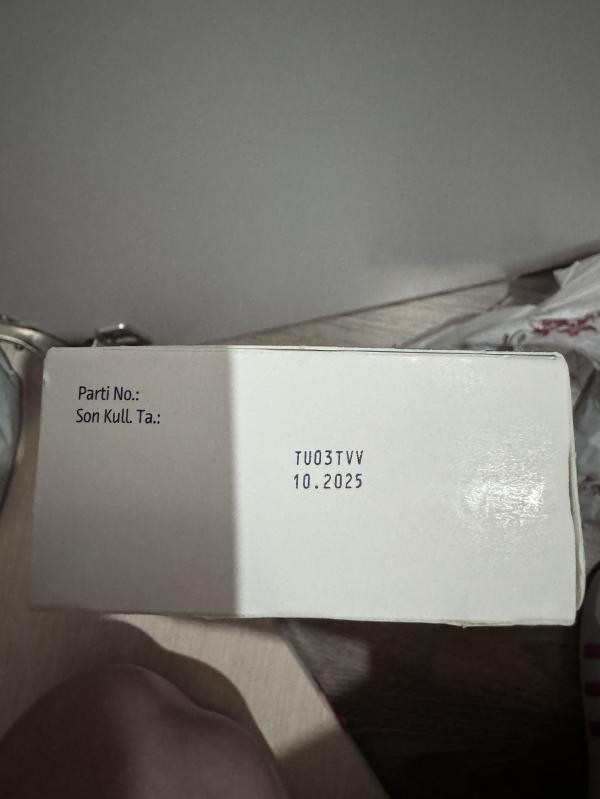 Parti No.:
Son Kull. Ta.:
TU03TVV
10.2025